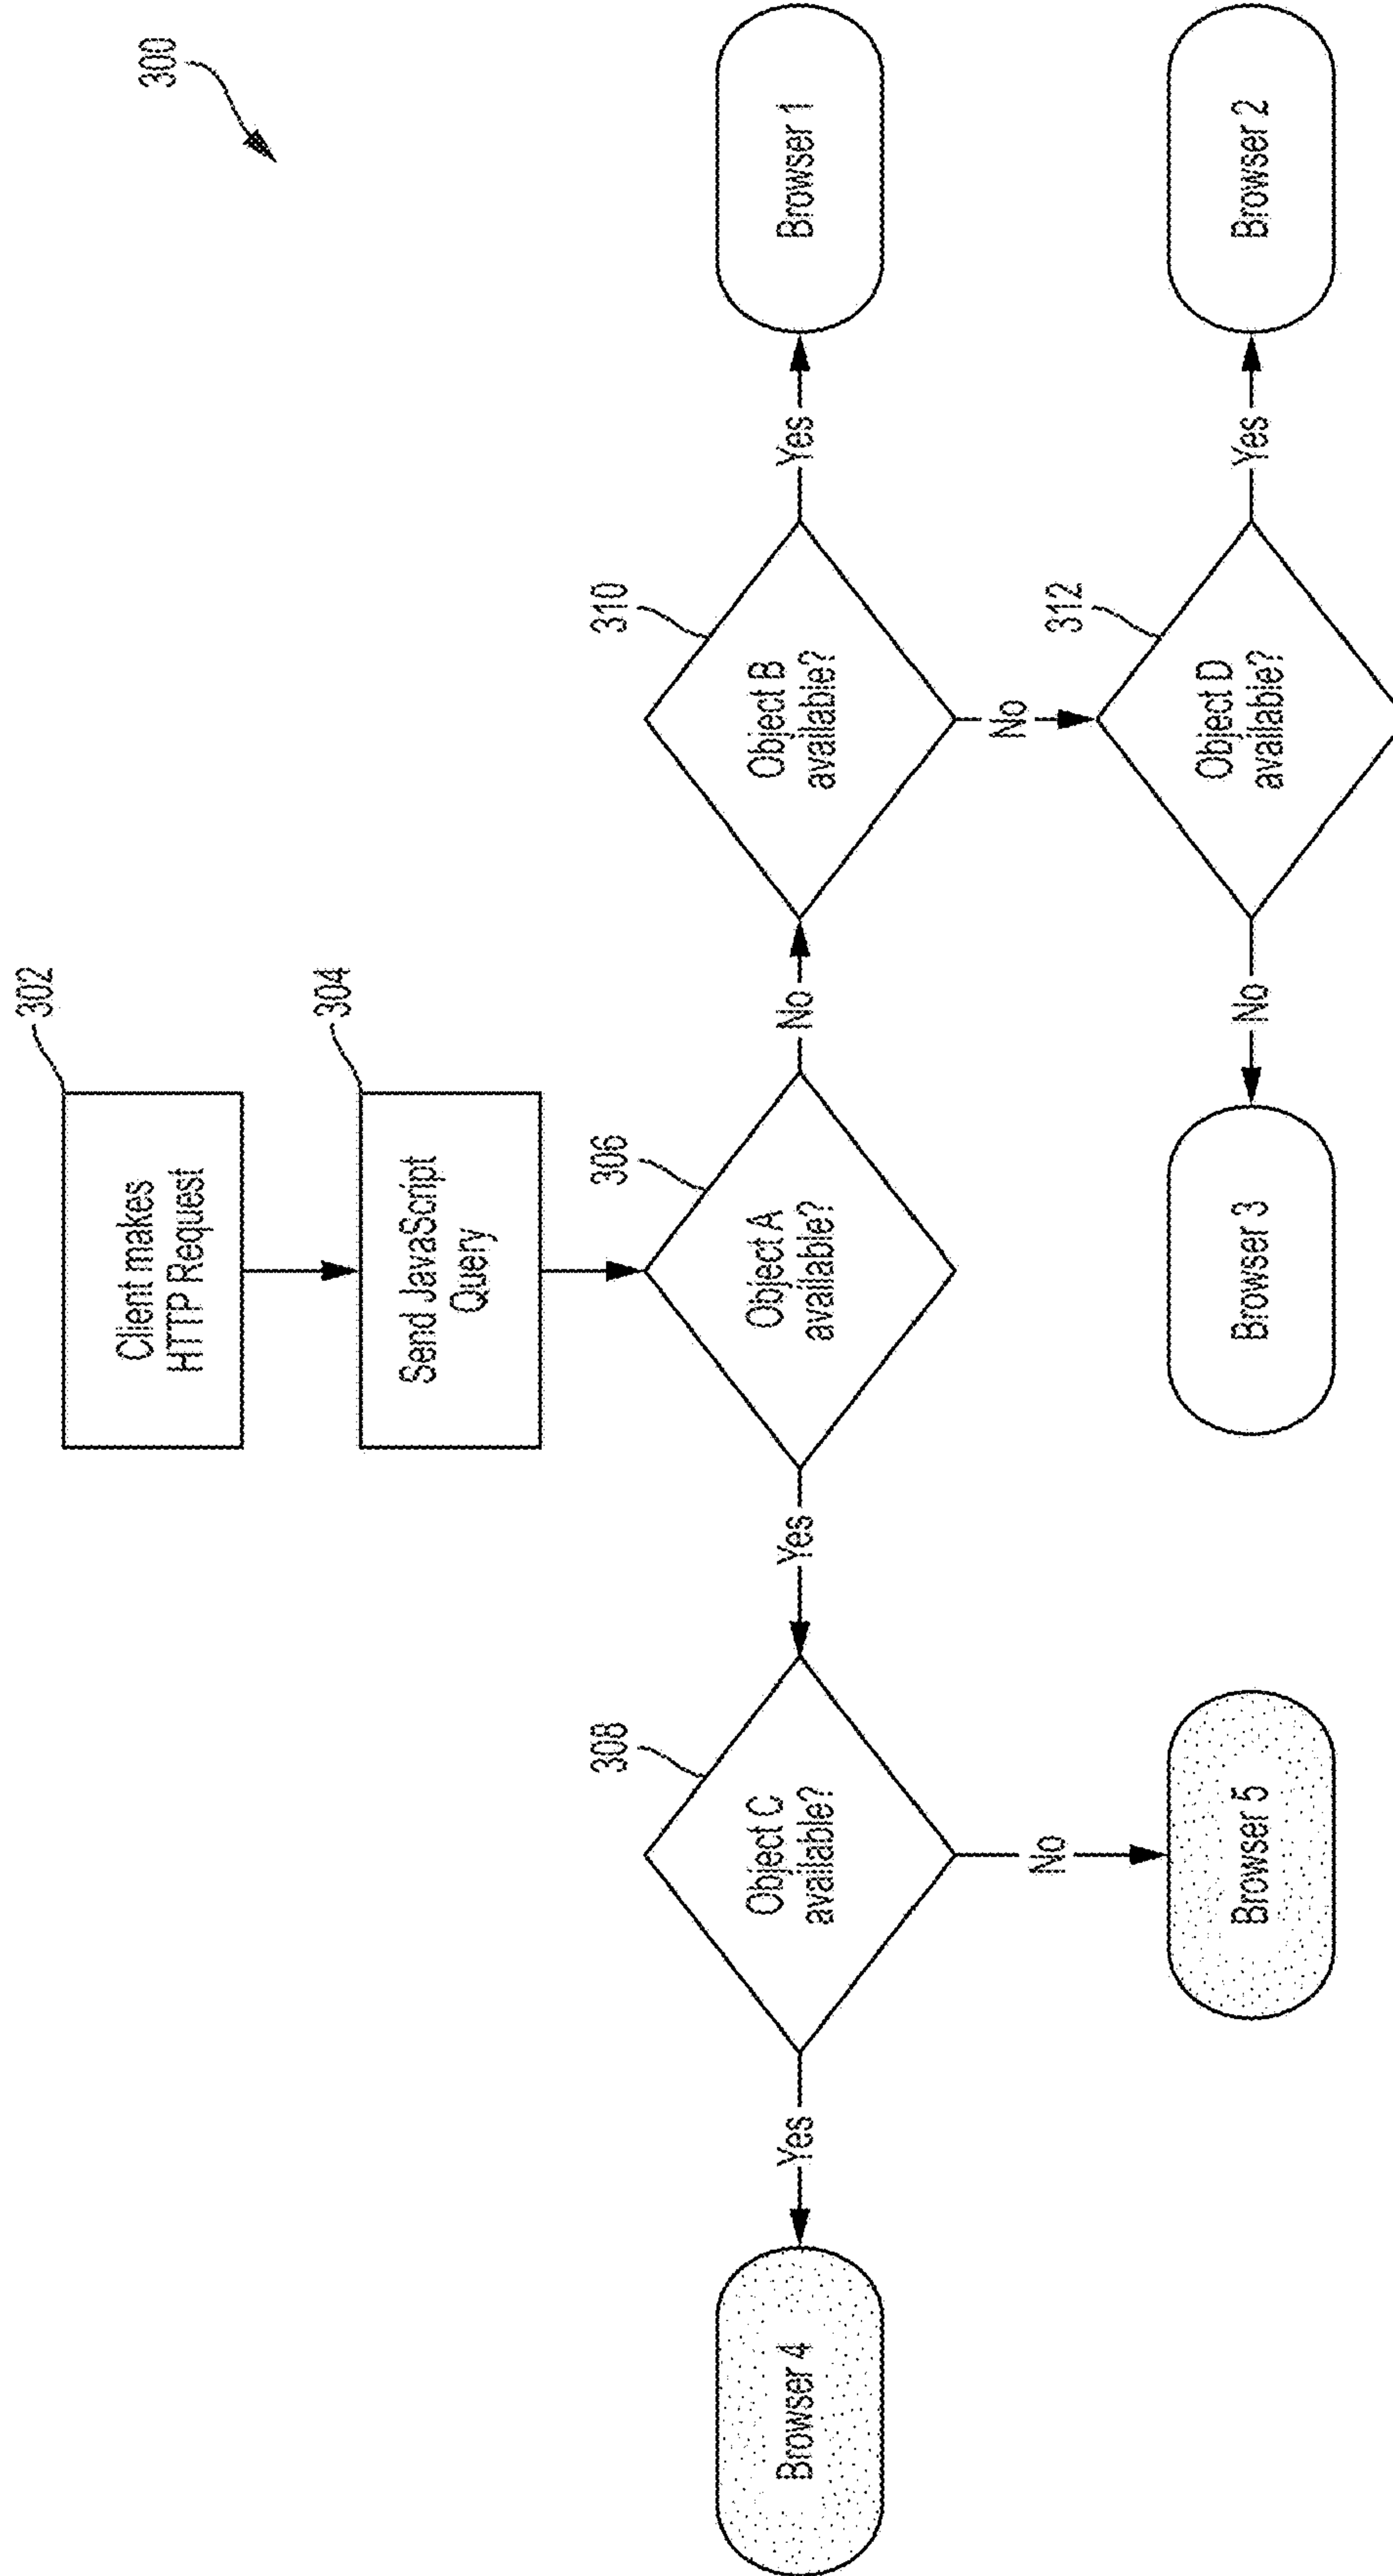 300
302
Client makes
HTTP Request
304
Send JavaScript
Query
306
Object A
available?
Yes
No
308
Object C
available?
Yes
No
310
Object B
available?
Yes
No
Browser 4
Browser 1
312
Object D
available?
No
Yes
Browser 5
Browser 3
Browser 2